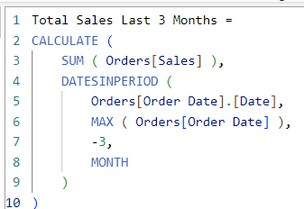 1 Total Sales Last 3 Months =
2 CALCULATE (
3 SUM ( Orders[Sales] ),
4 DATESINPERIOD (
5 Orders[Order Date].[Date],
6 MAX ( Orders[Order Date] ),
7 -3,
8 MONTH
9 )
10 )